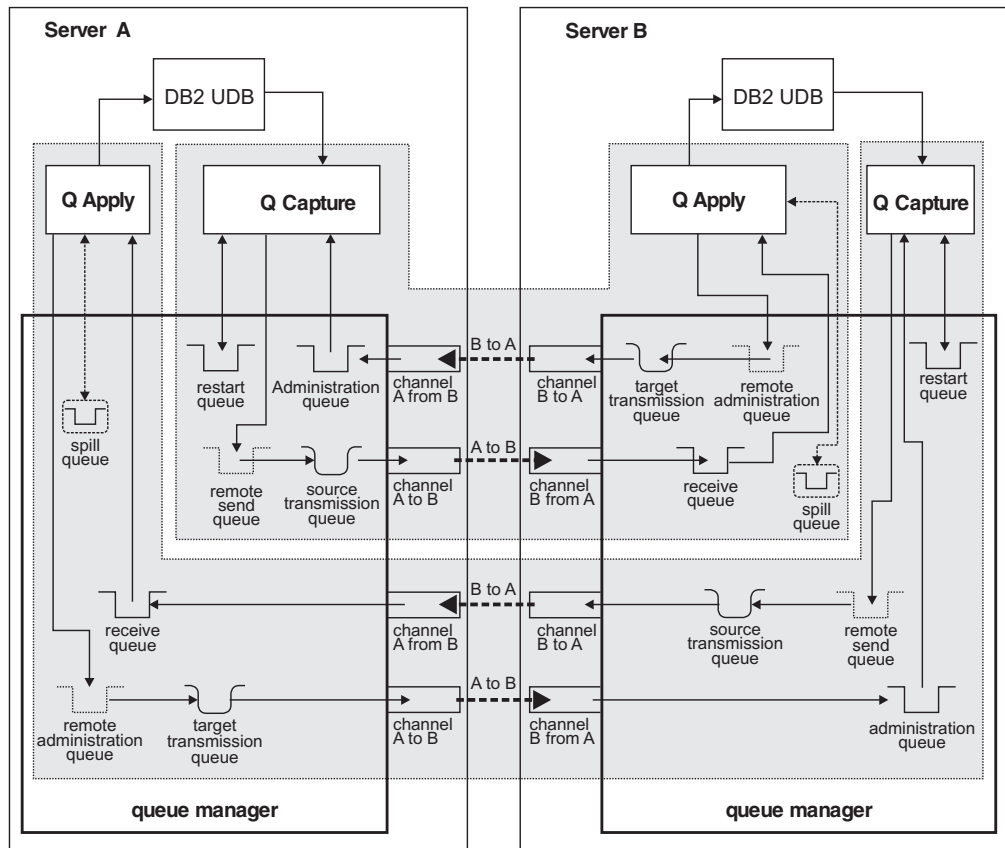 Server A
Server B
DB2 UDB
DB2 UDB
Q Apply
Q Capture
Q Apply
Q Capture
restart
queue
Administration
queue
channel
A from B
B to A
channel
B to A
target
transmission
queue
remote
administration
queue
restart
queue
spill
queue
remote
send
queue
source
transmission
queue
channel
A to B
A to B
channel
B from A
receive
queue
spill
queue
receive
queue
channel
A from B
B to A
channel
B to A
source
transmission
queue
remote
send
queue
remote
administration
queue
target
transmission
queue
channel
A to B
A to B
channel
B from A
administration
queue
queue manager
queue manager